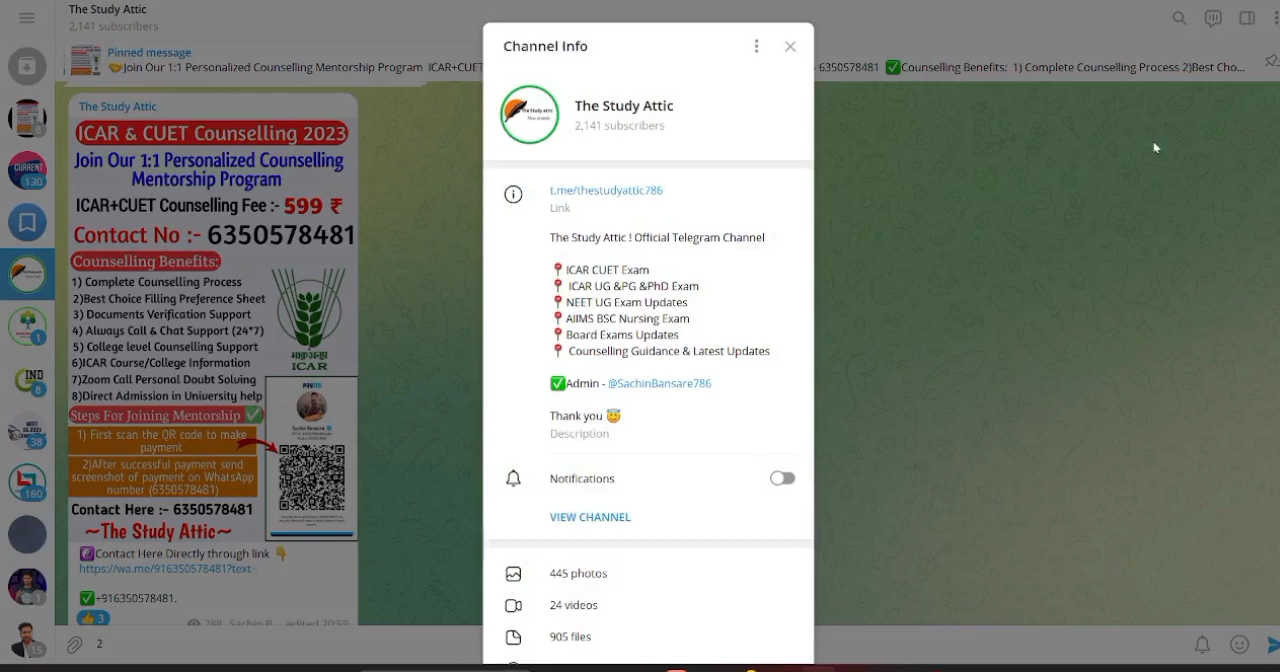 The Study Attic
2,141 subscribers
Pinned message
🤝Join Our 1:1 Personalized Counselling Mentorship Program ICAR+CUET
- 6350578481 ✅Counselling Benefits: 1) Complete Counselling Process 2)Best Cho...
The Study Attic
ICAR & CUET Counselling 2023
Join Our 1:1 Personalized Counselling
Mentorship Program
ICAR+CUET Counselling Fee :- 599 ₹
Contact No :- 6350578481
Counselling Benefits:
1) Complete Counselling Process
2)Best Choice Filling Preference Sheet
3) Documents Verification Support
4) Always Call & Chat Support (24*7)
5) College level Counselling Support
6)ICAR Course/College Information
7)Zoom Call Personal Doubt Solving
8)Direct Admission in University help
भाकृअनुप
ICAR
Steps For Joining Mentorship ✅
1) First scan the QR code to make
payment
2)After successful payment send
screenshot of payment on WhatsApp
number (6350578481)
Contact Here :- 6350578481
~The Study Attic~
Contact Here Directly through link 👇
https://wa.me/916350578481?text=
✅+916350578481.
👍 3
288 Sachin B... edited 20:59
2
8
CURRENT
130
1
IND
8
38
160
1
15
Channel Info
The Study Attic
2,141 subscribers
t.me/thestudyattic786
Link
The Study Attic ! Official Telegram Channel
📍ICAR CUET Exam
📍 ICAR UG &PG &PhD Exam
📍NEET UG Exam Updates
📍AIIMS BSC Nursing Exam
📍Board Exams Updates
📍 Counselling Guidance & Latest Updates
✅Admin - @SachinBansare786
Thank you 😇
Description
Notifications
VIEW CHANNEL
445 photos
24 videos
905 files